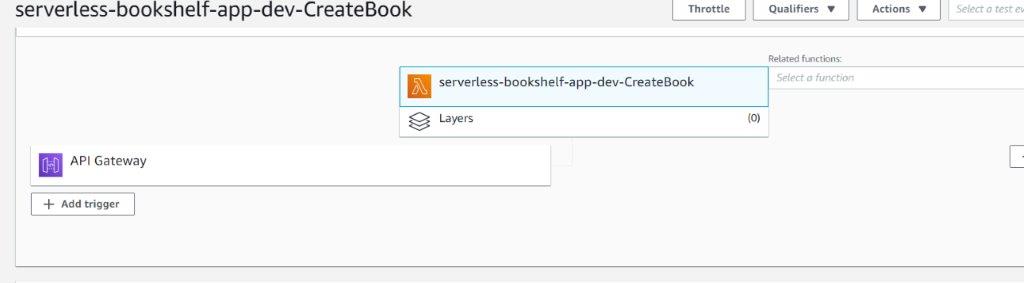 serverless-bookshelf-app-dev-CreateBook
Throttle
Qualifiers
Actions
Select a test ev
Related functions:
serverless-bookshelf-app-dev-CreateBook
Select a function
Layers
(0)
API Gateway
+ Add trigger